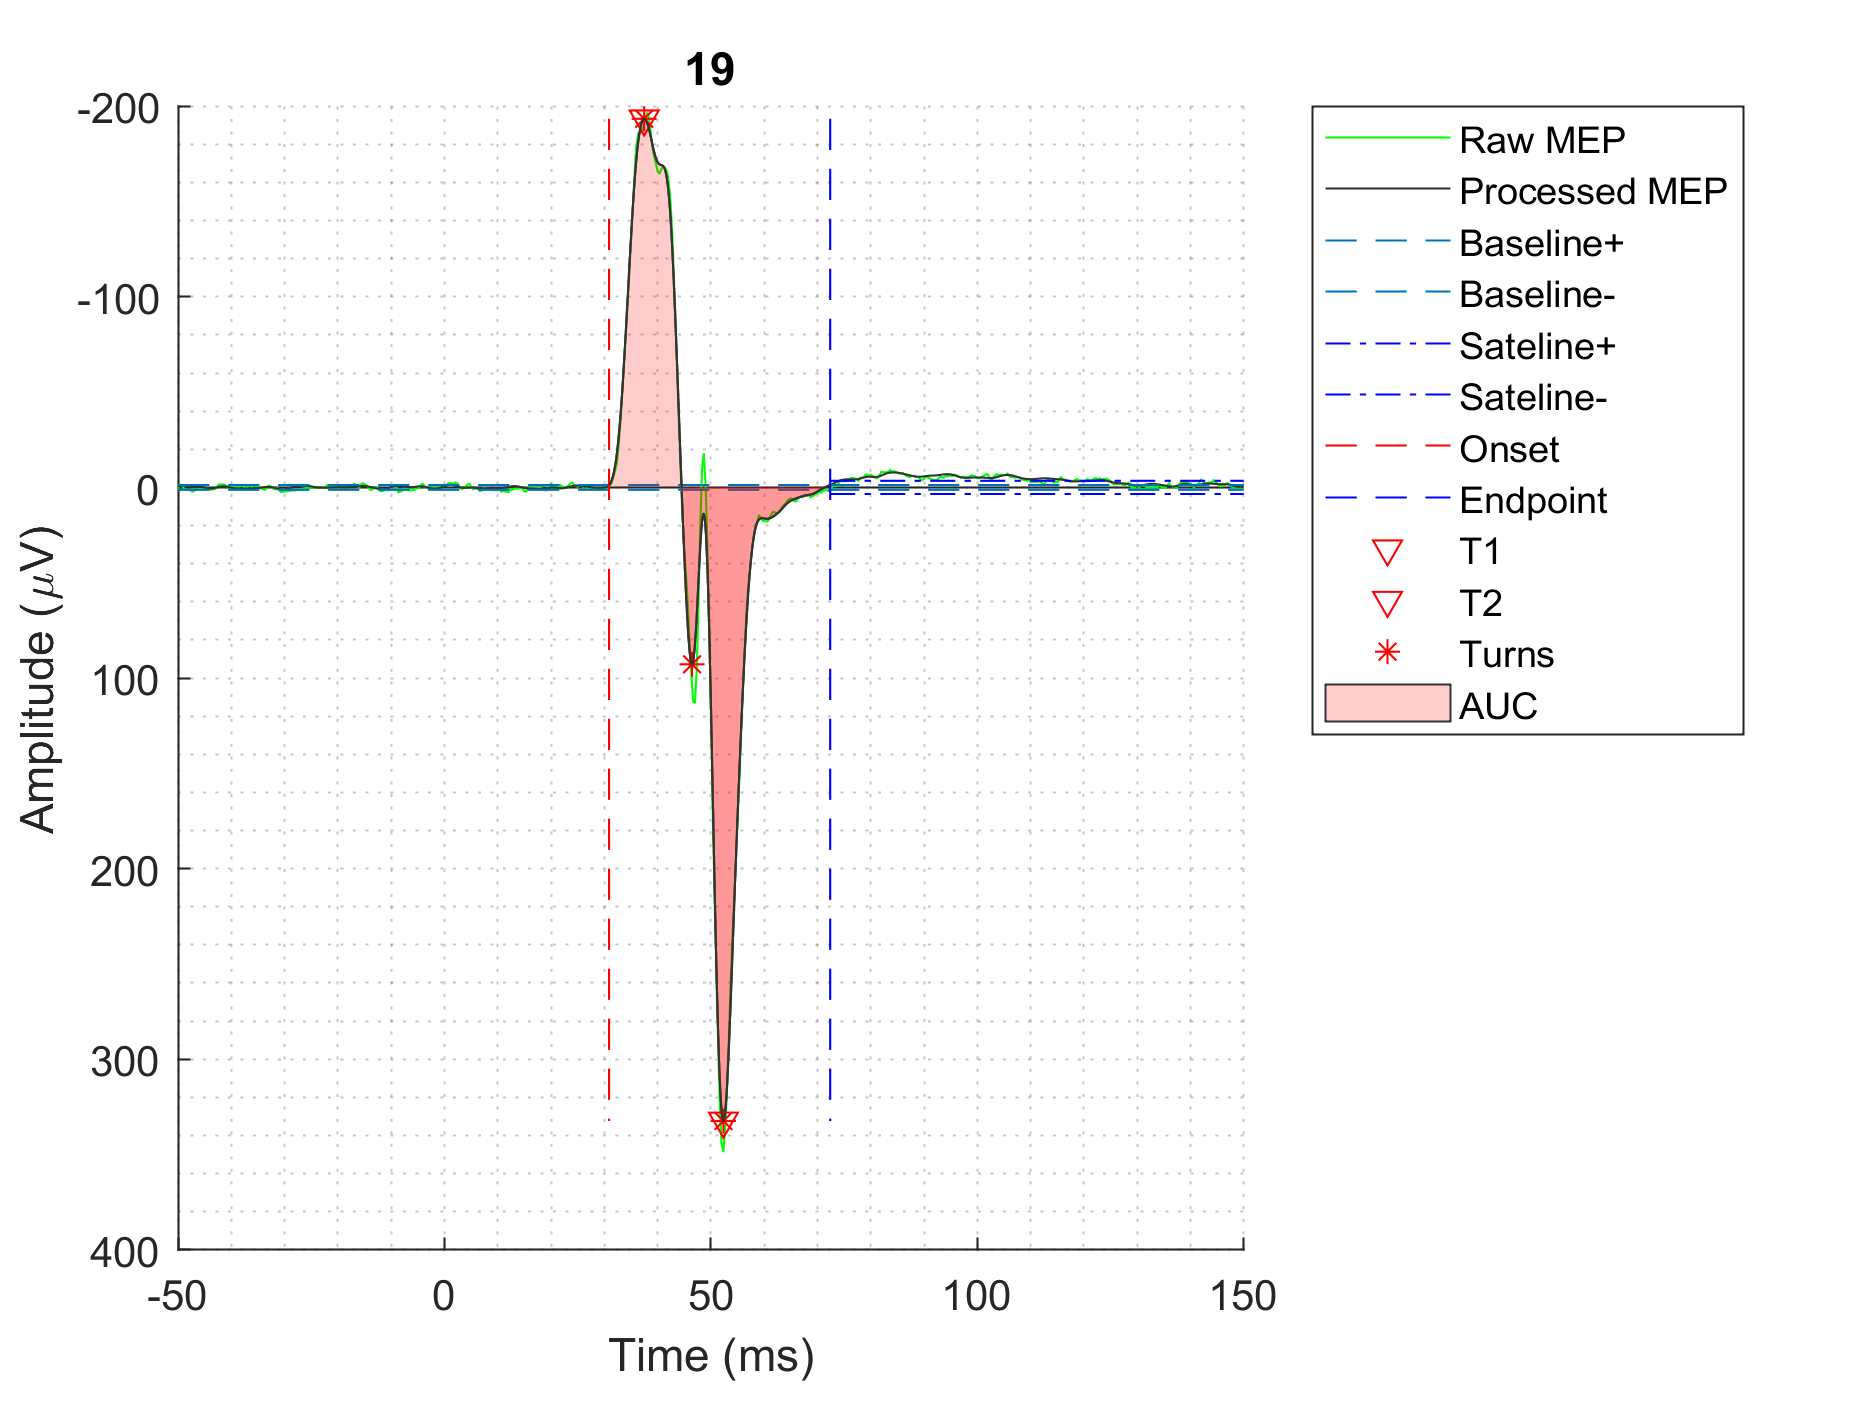 19
-200
-100
0
100
200
300
400
-50
0
50
100
150
Amplitude (μV)
Time (ms)
Raw MEP
Processed MEP
Baseline+
Baseline-
Sateline+
Sateline-
Onset
Endpoint
T1
T2
Turns
AUC